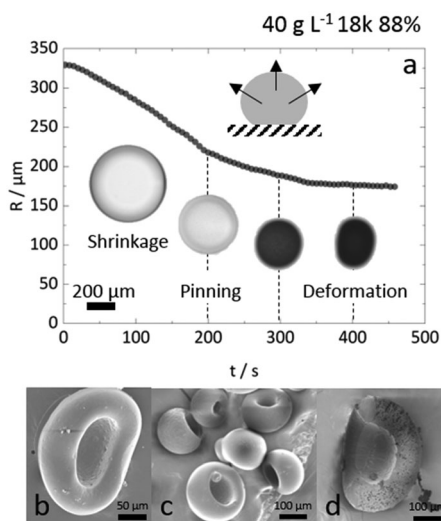 40 g L⁻¹ 18k 88%
a
350
300
250
200
150
100
50
0
R / µm
Shrinkage
Pinning
Deformation
200 µm
0 100 200 300 400 500
t / s
b 50 µm
c 100 µm
d 100 µm